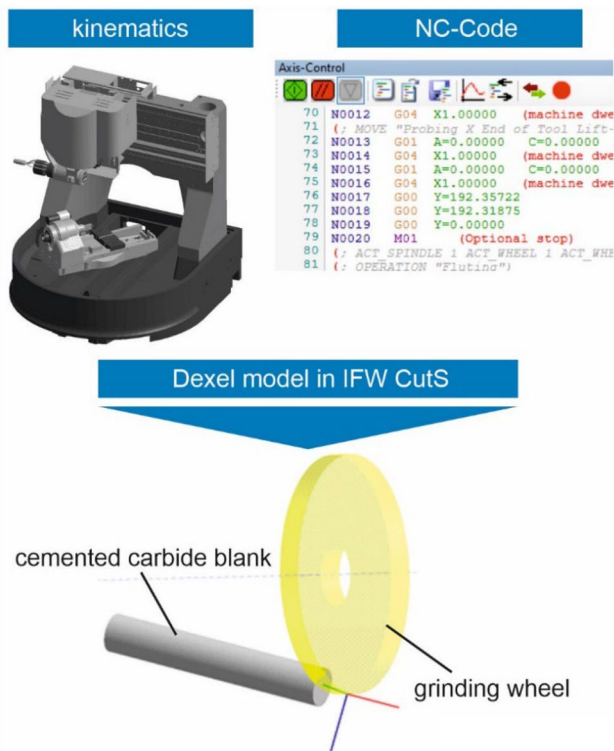 kinematics
NC-Code
Axis-Control
70 N0012 G04 X1.00000 (machine dwe
71 (; MOVE "Probing X End of Tool Lift-
72 N0013 G01 A=0.00000 C=0.00000
73 N0014 G04 X1.00000 (machine dwe
74 N0015 G01 A=0.00000 C=0.00000
75 N0016 G04 X1.00000 (machine dwe
76 N0017 G00 Y=192.35722
77 N0018 G00 Y=192.31875
78 N0019 G00 Y=0.00000
79 N0020 M01 (Optional stop)
80 (; ACT_SPINDLE 1 ACT_WHEEL 1 ACT_WHE
81 (; OPERATION "Fluting")
Dexel model in IFW CutS
cemented carbide blank
grinding wheel